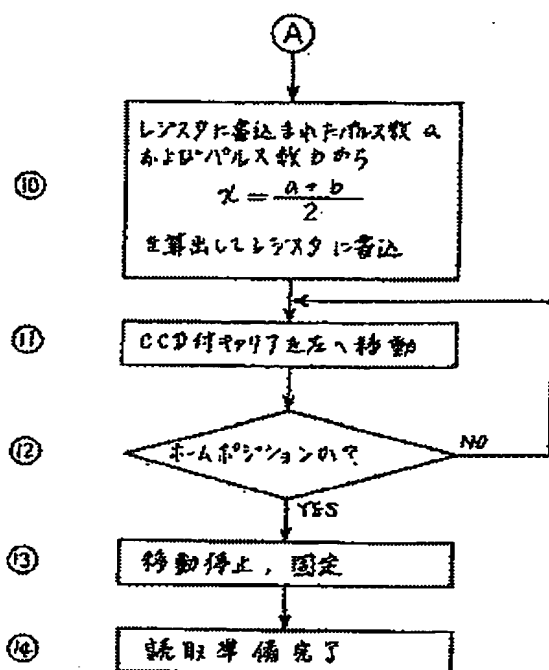 A
⑩
レジスタに書込まれたパルス数 a
およびパルス数 b から
x = a + b / 2
を算出してレジスタに書込
⑪
CCD付キャリアを左へ移動
⑫
ホームポジションか?
NO
YES
⑬
移動停止, 固定
⑭
読取準備完了